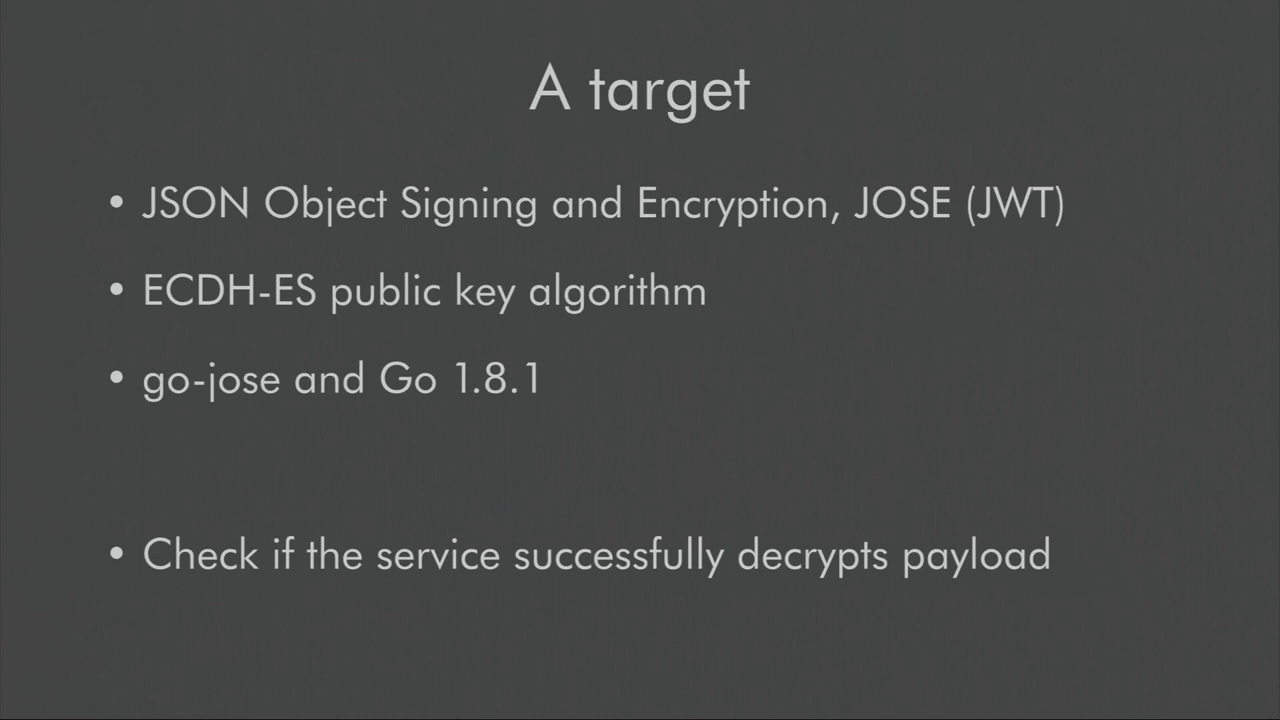 A target
• JSON Object Signing and Encryption, JOSE (JWT)
• ECDH-ES public key algorithm
• go-jose and Go 1.8.1
• Check if the service successfully decrypts payload